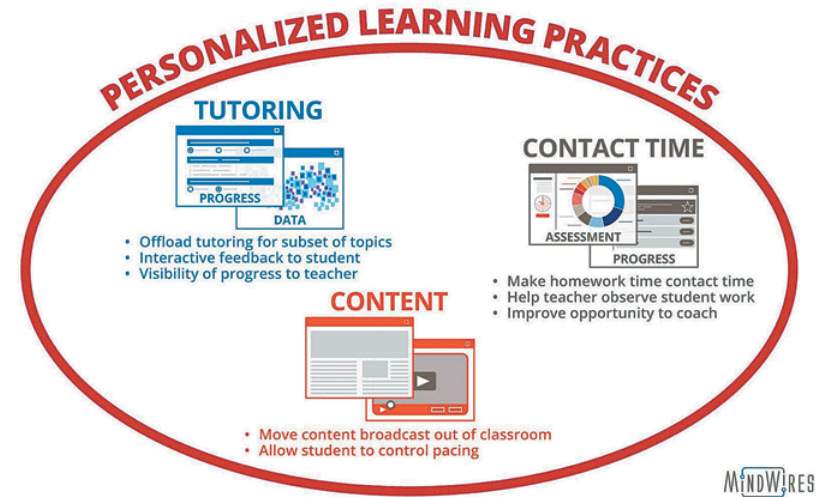 PERSONALIZED LEARNING PRACTICES
TUTORING
PROGRESS
DATA
• Offload tutoring for subset of topics
• Interactive feedback to student
• Visibility of progress to teacher
CONTACT TIME
ASSESSMENT
PROGRESS
• Make homework time contact time
• Help teacher observe student work
• Improve opportunity to coach
CONTENT
• Move content broadcast out of classroom
• Allow student to control pacing
MINDWIRES